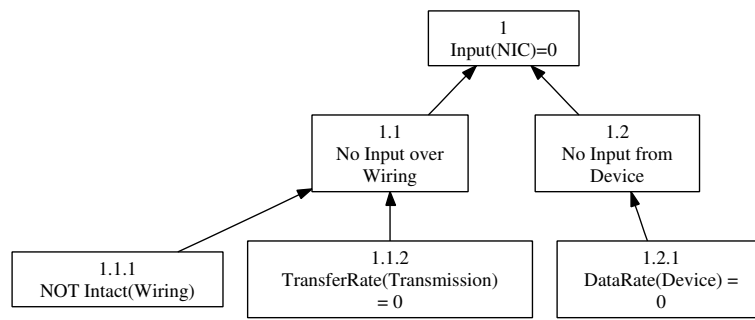 1
Input(NIC)=0
1.1
No Input over
Wiring
1.2
No Input from
Device
1.1.1
NOT Intact(Wiring)
1.1.2
TransferRate(Transmission)
= 0
1.2.1
DataRate(Device) =
0